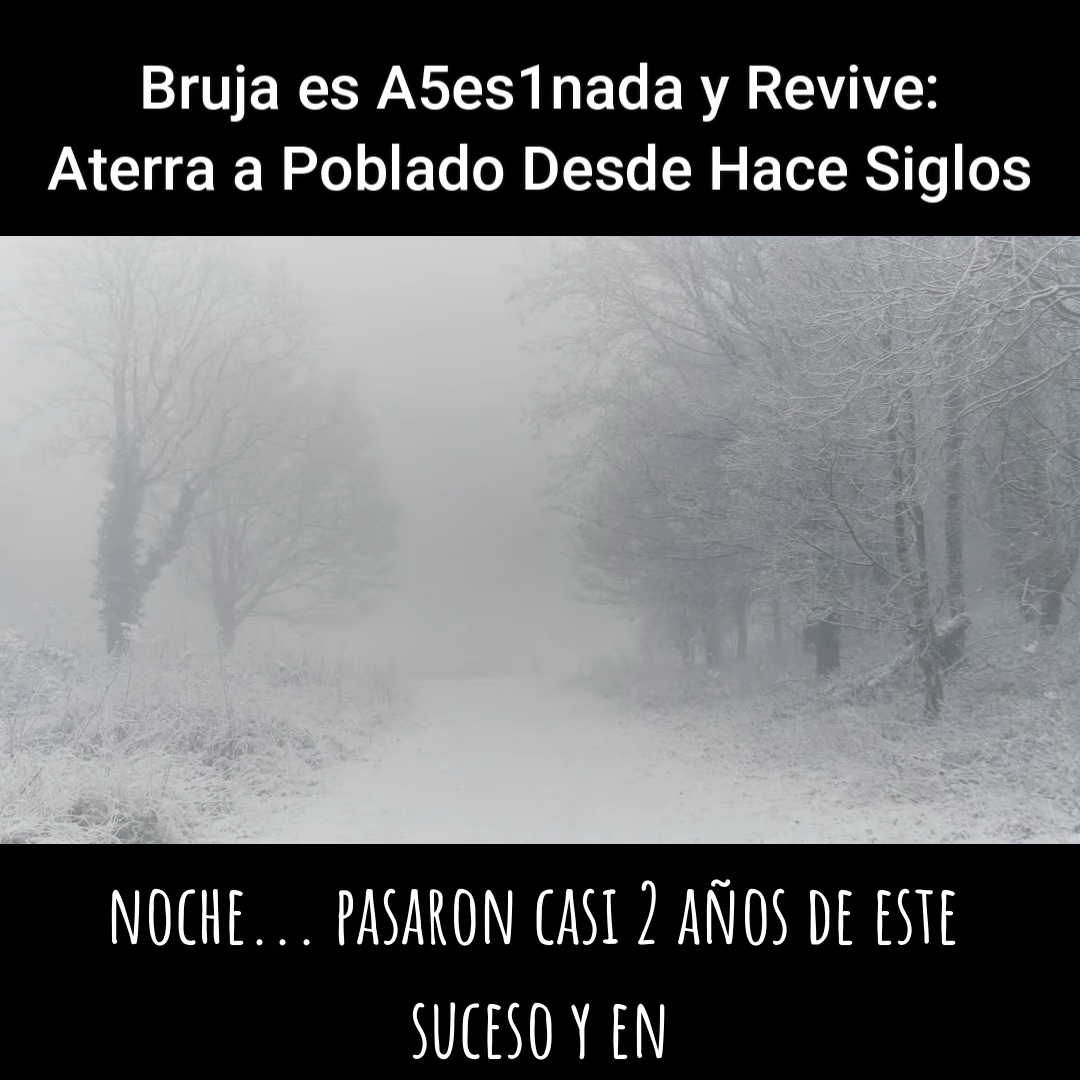 Bruja es A5es1nada y Revive:
Aterra a Poblado Desde Hace Siglos
NOCHE... PASARON CASI 2 AÑOS DE ESTE
SUCESO Y EN